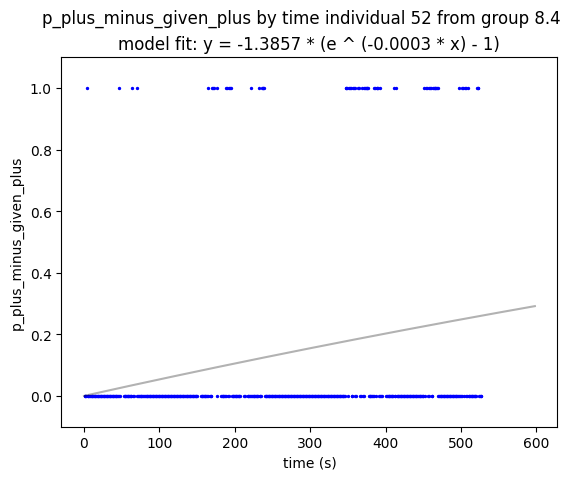 p_plus_minus_given_plus by time individual 52 from group 8.4
model fit: y = -1.3857 * (e ^ (-0.0003 * x) - 1)
1.0
0.8
0.6
0.4
0.2
0.0
p_plus_minus_given_plus
0 100 200 300 400 500 600
time (s)